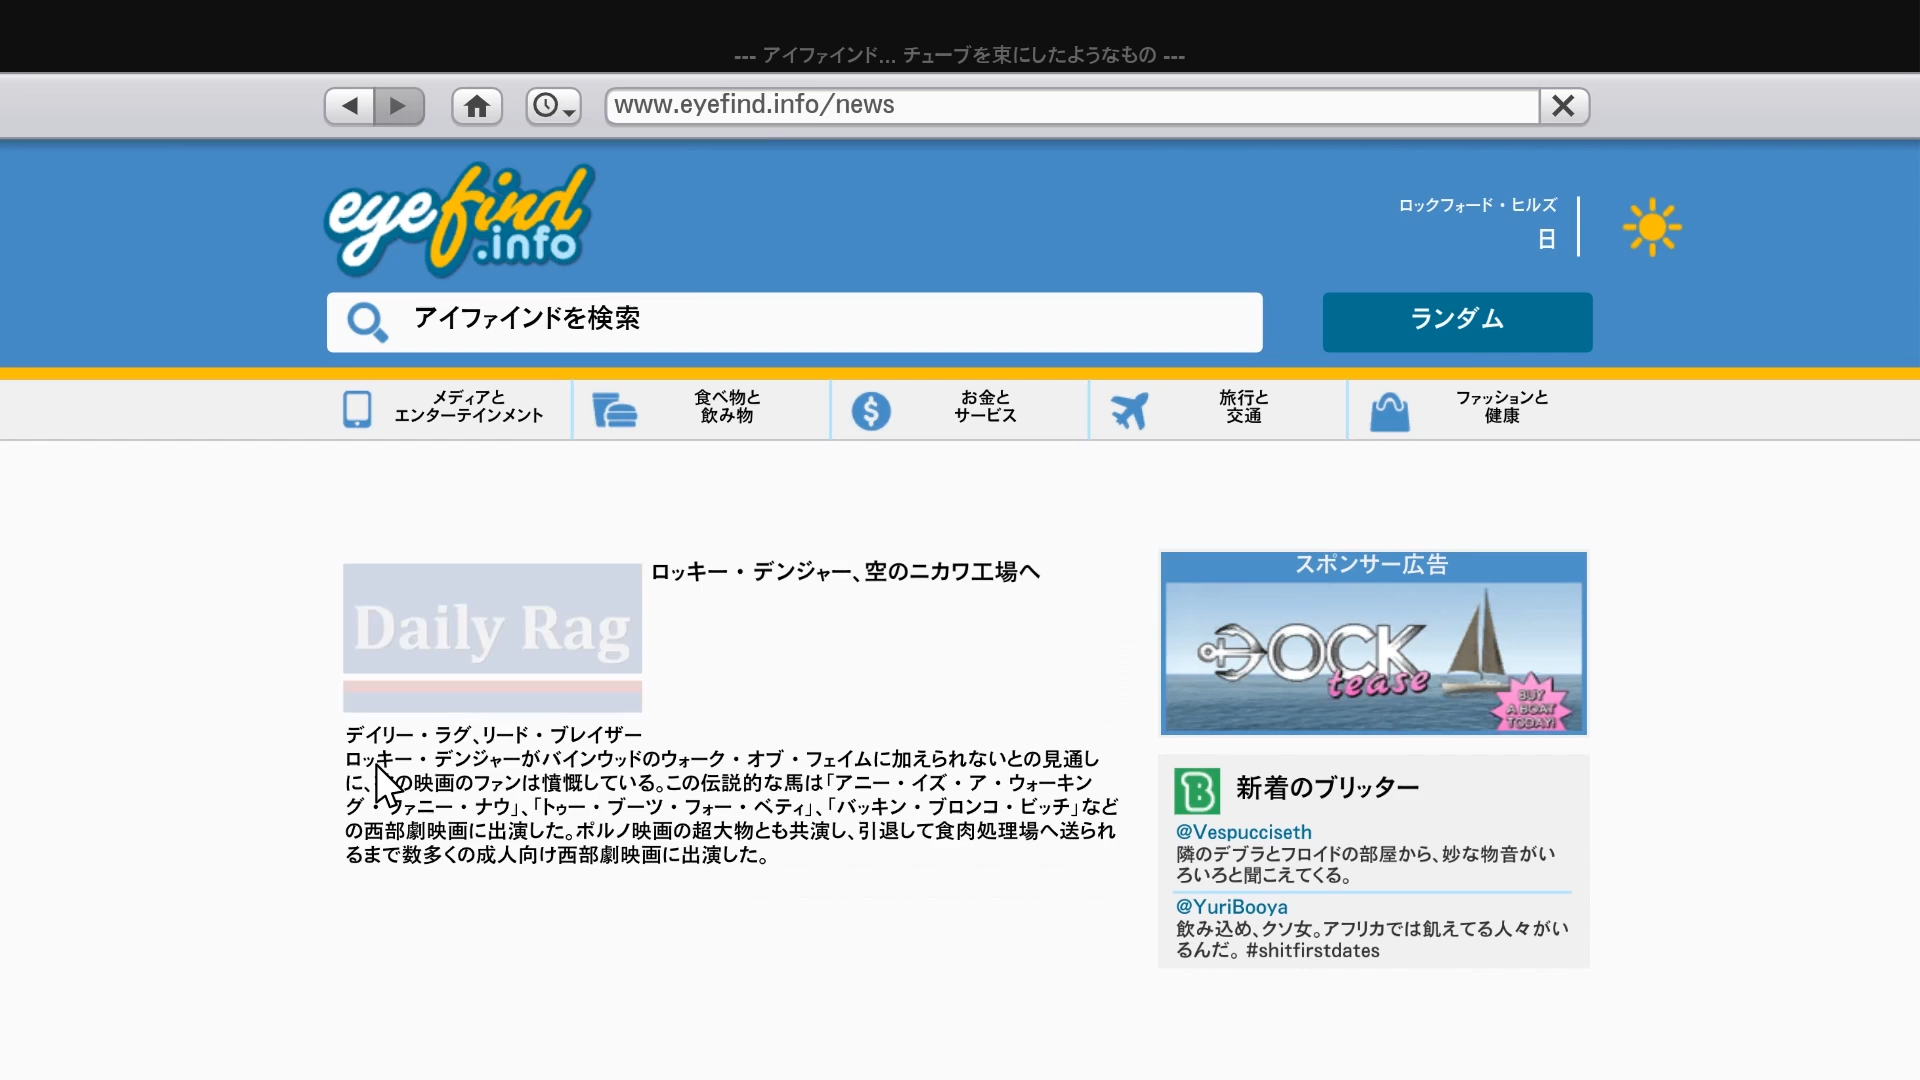 --- アイファインド... チューブを束にしたようなもの ---
www.eyefind.info/news
eyefind.info
ロックフォード・ヒルズ
日
アイファインドを検索
ランダム
メディアと
エンターテインメント
食べ物と
飲み物
お金と
サービス
旅行と
交通
ファッションと
健康
Daily Rag
ロッキー・デンジャー、空のニカワ工場へ
デイリー・ラグ、リード・ブレイザー
ロッキー・デンジャーがバインウッドのウォーク・オブ・フェイムに加えられないとの見通し
に、の映画のファンは憤慨している。この伝説的な馬は「アニー・イズ・ア・ウォーキン
グ・ファニー・ナウ」、「トゥー・ブーツ・フォー・ベティ」、「バッキン・ブロンコ・ビッチ」など
の西部劇映画に出演した。ポルノ映画の超大物とも共演し、引退して食肉処理場へ送られ
るまで数多くの成人向け西部劇映画に出演した。
スポンサー広告
DOCK
tease
BUY
A BOAT
TODAY!
新着のブリッター
@Vespucciseth
隣のデブラとフロイドの部屋から、妙な物音がい
ろいろと聞こえてくる。
@YuriBooya
飲み込め、クソ女。アフリカでは飢えてる人々がい
るんだ。 #shitfirstdates